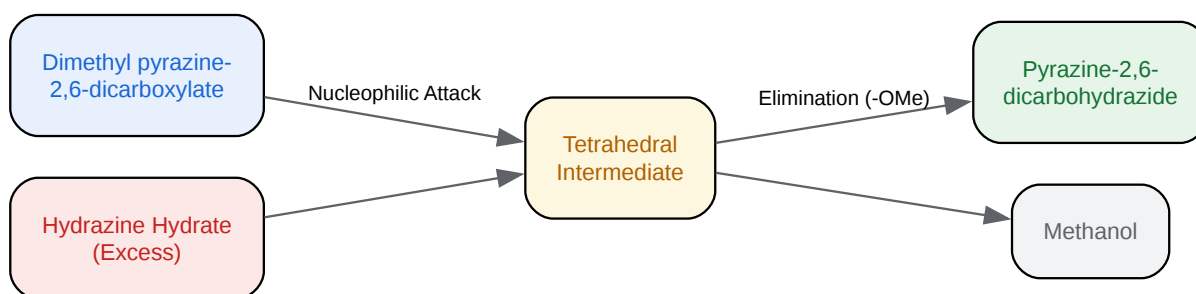 Dimethyl pyrazine-
2,6-dicarboxylate
Hydrazine Hydrate
(Excess)
Nucleophilic Attack
Tetrahedral
Intermediate
Elimination (-OMe)
Pyrazine-2,6-
dicarbohydrazide
Methanol